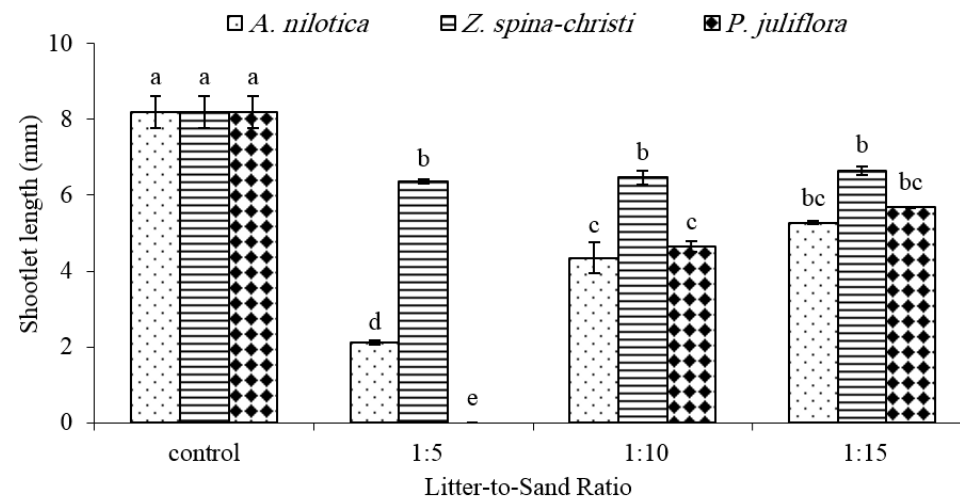 A. nilotica Z. spina-christi P. juliflora
10
8
6
4
2
0
Shootlet length (mm)
a a a
d b e
c b c
bc b bc
control 1:5 1:10 1:15
Litter-to-Sand Ratio